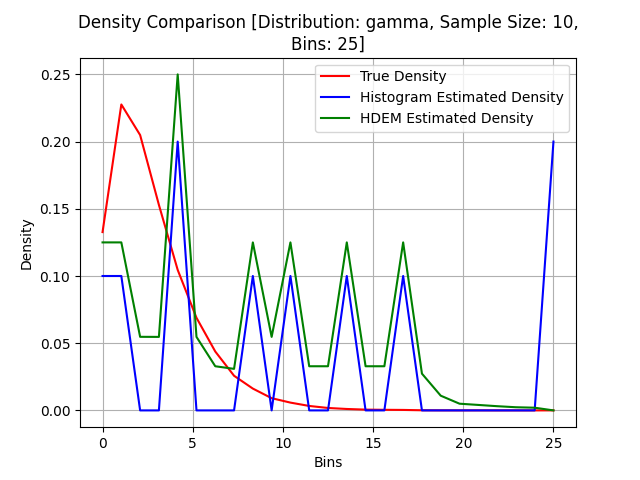 Density Comparison [Distribution: gamma, Sample Size: 10,
Bins: 25]
True Density
Histogram Estimated Density
HDEM Estimated Density
Density
0.25
0.20
0.15
0.10
0.05
0.00
0 5 10 15 20 25
Bins